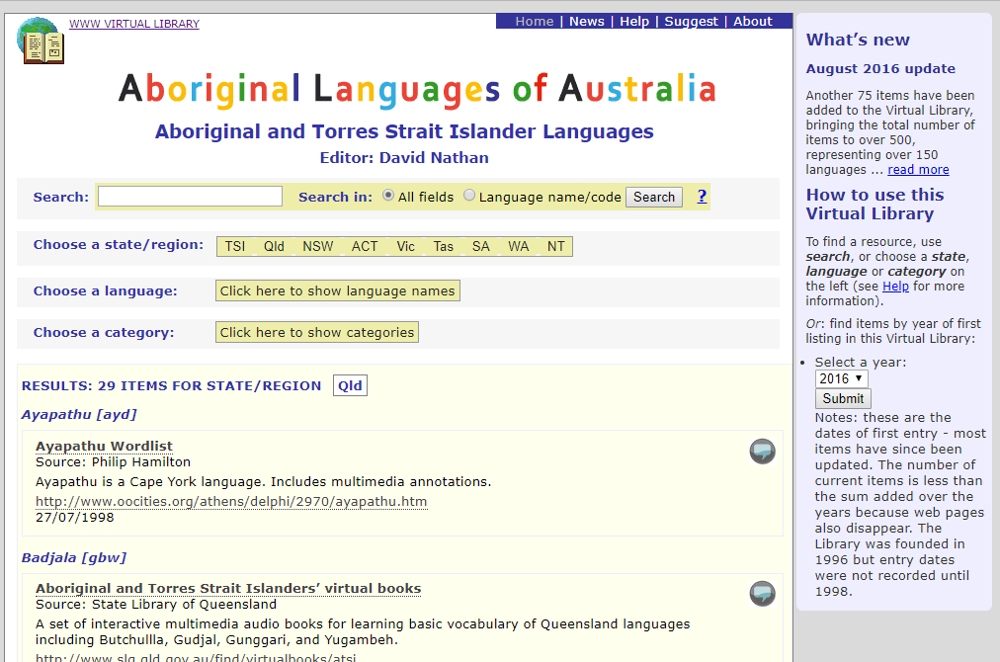 WWW VIRTUAL LIBRARY
Home | News | Help | Suggest | About
Aboriginal Languages of Australia
Aboriginal and Torres Strait Islander Languages
Editor: David Nathan
Search: Search in: All fields Language name/code Search ?
Choose a state/region: TSI Qld NSW ACT Vic Tas SA WA NT
Choose a language: Click here to show language names
Choose a category: Click here to show categories
RESULTS: 29 ITEMS FOR STATE/REGION Qld
Ayapathu [ayd]
Ayapathu Wordlist
Source: Philip Hamilton
Ayapathu is a Cape York language. Includes multimedia annotations.
http://www.oocities.org/athens/delphi/2970/ayapathu.htm
27/07/1998
Badjala [gbw]
Aboriginal and Torres Strait Islanders’ virtual books
Source: State Library of Queensland
A set of interactive multimedia audio books for learning basic vocabulary of Queensland languages
including Butchullla, Gudjal, Gunggari, and Yugambeh.
http://www.slq.qld.gov.au/find/virtualbooks/atsi
What’s new
August 2016 update
Another 75 items have been
added to the Virtual Library,
bringing the total number of
items to over 500,
representing over 150
languages ... read more
How to use this
Virtual Library
To find a resource, use
search, or choose a state,
language or category on
the left (see Help for more
information).
Or: find items by year of first
listing in this Virtual Library:
• Select a year:
2016
Submit
Notes: these are the
dates of first entry - most
items have since been
updated. The number of
current items is less than
the sum added over the
years because web pages
also disappear. The
Library was founded in
1996 but entry dates
were not recorded until
1998.